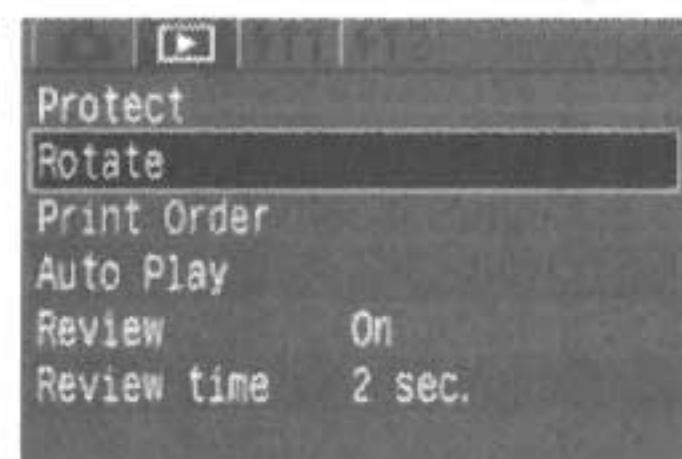 Protect
Rotate
Print Order
Auto Play
Review On
Review time 2 sec.